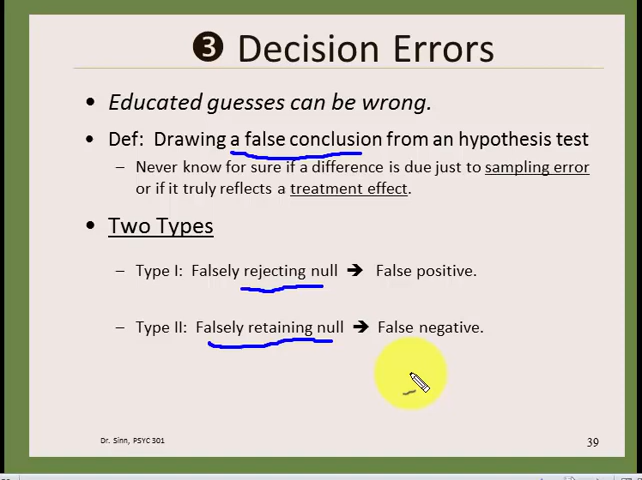 ❸ Decision Errors
• Educated guesses can be wrong.
• Def: Drawing a false conclusion from an hypothesis test
– Never know for sure if a difference is due just to sampling error
or if it truly reflects a treatment effect.
• Two Types
– Type I: Falsely rejecting null ➔ False positive.
– Type II: Falsely retaining null ➔ False negative.
Dr. Sinn, PSYC 301
39